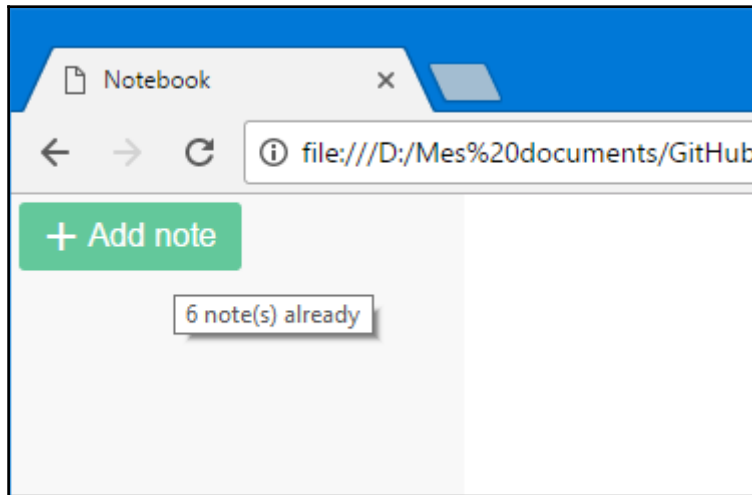 Notebook
file:///D:/Mes%20documents/GitHub
+ Add note
6 note(s) already